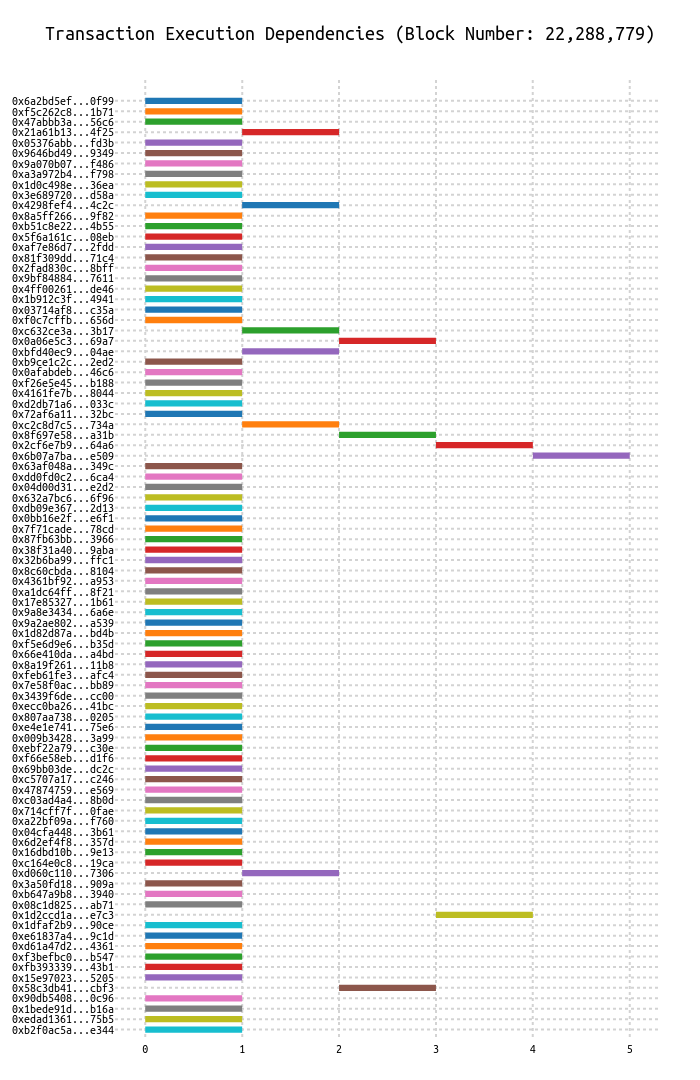 Transaction Execution Dependencies (Block Number: 22,288,779)
0x6a2bd5ef...0f99
0xf5c262c8...1b71
0x47abbb3a...56c6
0x21a61b13...4f25
0x05376abb...fd3b
0x9646bd49...9349
0x9a070b07...f486
0xa3a972b4...f798
0x1d0c498e...36ea
0x3e689720...d58a
0x4298fef4...4c2c
0x8a5ff266...9f82
0xb51c8e22...4b55
0x5f6a161c...08eb
0xaf7e86d7...2fdd
0x81f309dd...71c4
0x2fad830c...8bff
0x9bf84884...7611
0x4ff00261...de46
0x1b912c3f...4941
0x03714af8...c35a
0xf0c7cffb...656d
0xc632ce3a...3b17
0x0a06e5c3...69a7
0xbfd40ec9...04ae
0xb9ce1c2c...2ed2
0x0afabdeb...46c6
0xf26e5e45...b188
0x4161fe7b...8044
0xd2db71a6...033c
0x72af6a11...32bc
0xc2c8d7c5...734a
0x8f697e58...a31b
0x2cf6e7b9...64a6
0x6b07a7ba...e509
0x63af048a...349c
0xdd0fd0c2...6ca4
0x04d00d31...e2d2
0x632a7bc6...6f96
0xdb09e367...2d13
0x0bb16e2f...e6f1
0x7f71cade...78cd
0x87fb63bb...3966
0x38f31a40...9aba
0x32b6ba99...ffc1
0x8c60cbda...8104
0x4361bf92...a953
0xa1dc64ff...8f21
0x17e85327...1b61
0x9a8e3434...6a6e
0x9a2ae802...a539
0x1d82d87a...bd4b
0xf5e6d9e6...b35d
0x66e410da...a4bd
0x8a19f261...11b8
0xfeb61fe3...afc4
0x7e58f0ac...bb89
0x3439f6de...cc00
0xecc0ba26...41bc
0x807aa738...0205
0xe4e1e741...75e6
0x009b3428...3a99
0xebf22a79...c30e
0xf66e58eb...d1f6
0x69bb03de...dc2c
0xc5707a17...c246
0x47874759...e569
0xc03ad4a4...8b0d
0x714cff7f...0fae
0xa22bf09a...f760
0x04cfa448...3b61
0x6d2ef4f8...357d
0x16dbd10b...9e13
0xc164e0c8...19ca
0xd060c110...7306
0x3a50fd18...909a
0xb647a9b8...3940
0x08c1d825...ab71
0x1d2ccd1a...e7c3
0x1dfaf2b9...90ce
0xe61837a4...9c1d
0xd61a47d2...4361
0xf3befbc0...b547
0xfb393339...43b1
0x15e97023...5205
0x58c3db41...cbf3
0x90db5408...0c96
0x1bede91d...b16a
0xedad1361...75b5
0xb2f0ac5a...e344
0 1 2 3 4 5